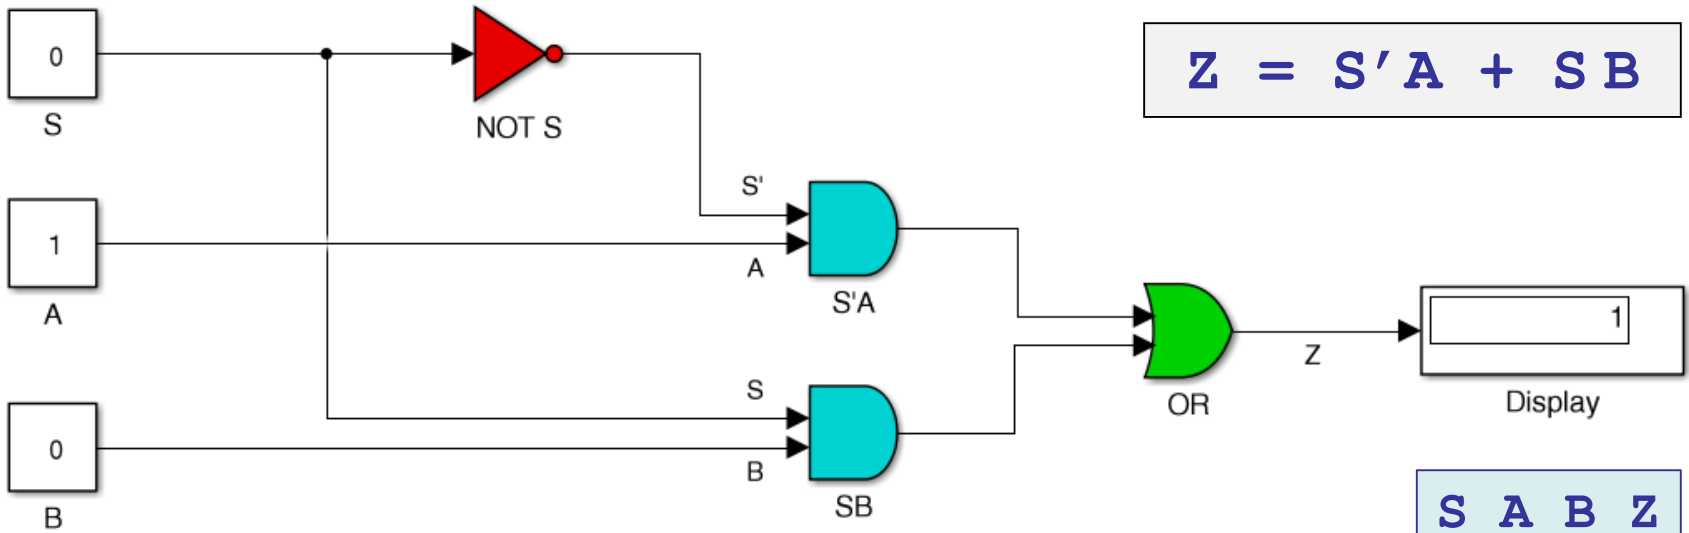 0
S
NOT S
Z = S′A + SB
1
A
S'
A
S'A
0
B
S
B
SB
OR
Z
1
Display
S A B Z